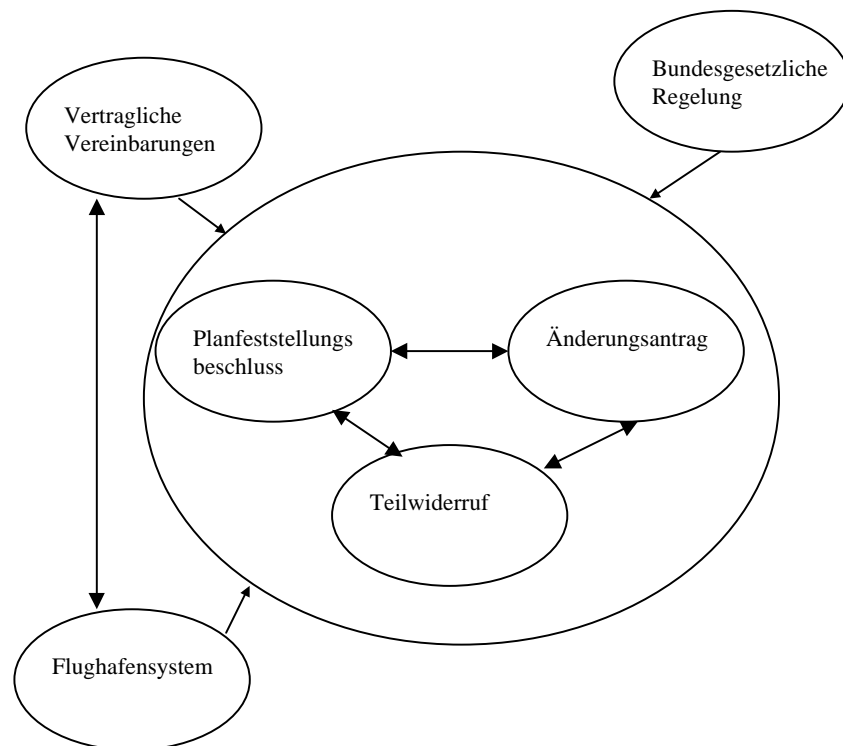 Bundesgesetzliche
Regelung
Vertragliche
Vereinbarungen
Planfeststellungs
beschluss
Änderungsantrag
Teilwiderruf
Flughafensystem